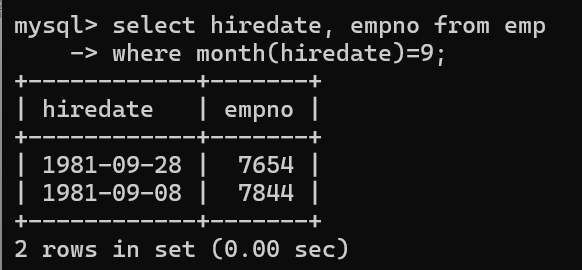 mysql> select hiredate, empno from emp
    -> where month(hiredate)=9;
+------------+-------+
| hiredate   | empno |
+------------+-------+
| 1981-09-28 |  7654 |
| 1981-09-08 |  7844 |
+------------+-------+
2 rows in set (0.00 sec)